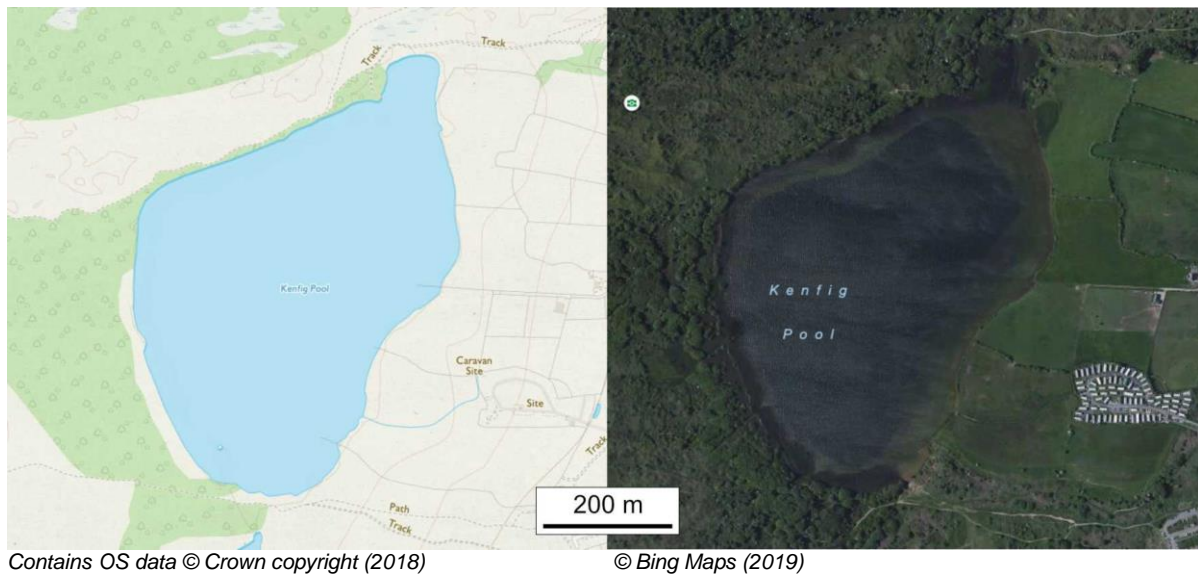 Track
Track
Kenfig Pool
Caravan
Site
Site
Track
Path
Track
200 m
Kenfig
Pool
Contains OS data © Crown copyright (2018)
© Bing Maps (2019)